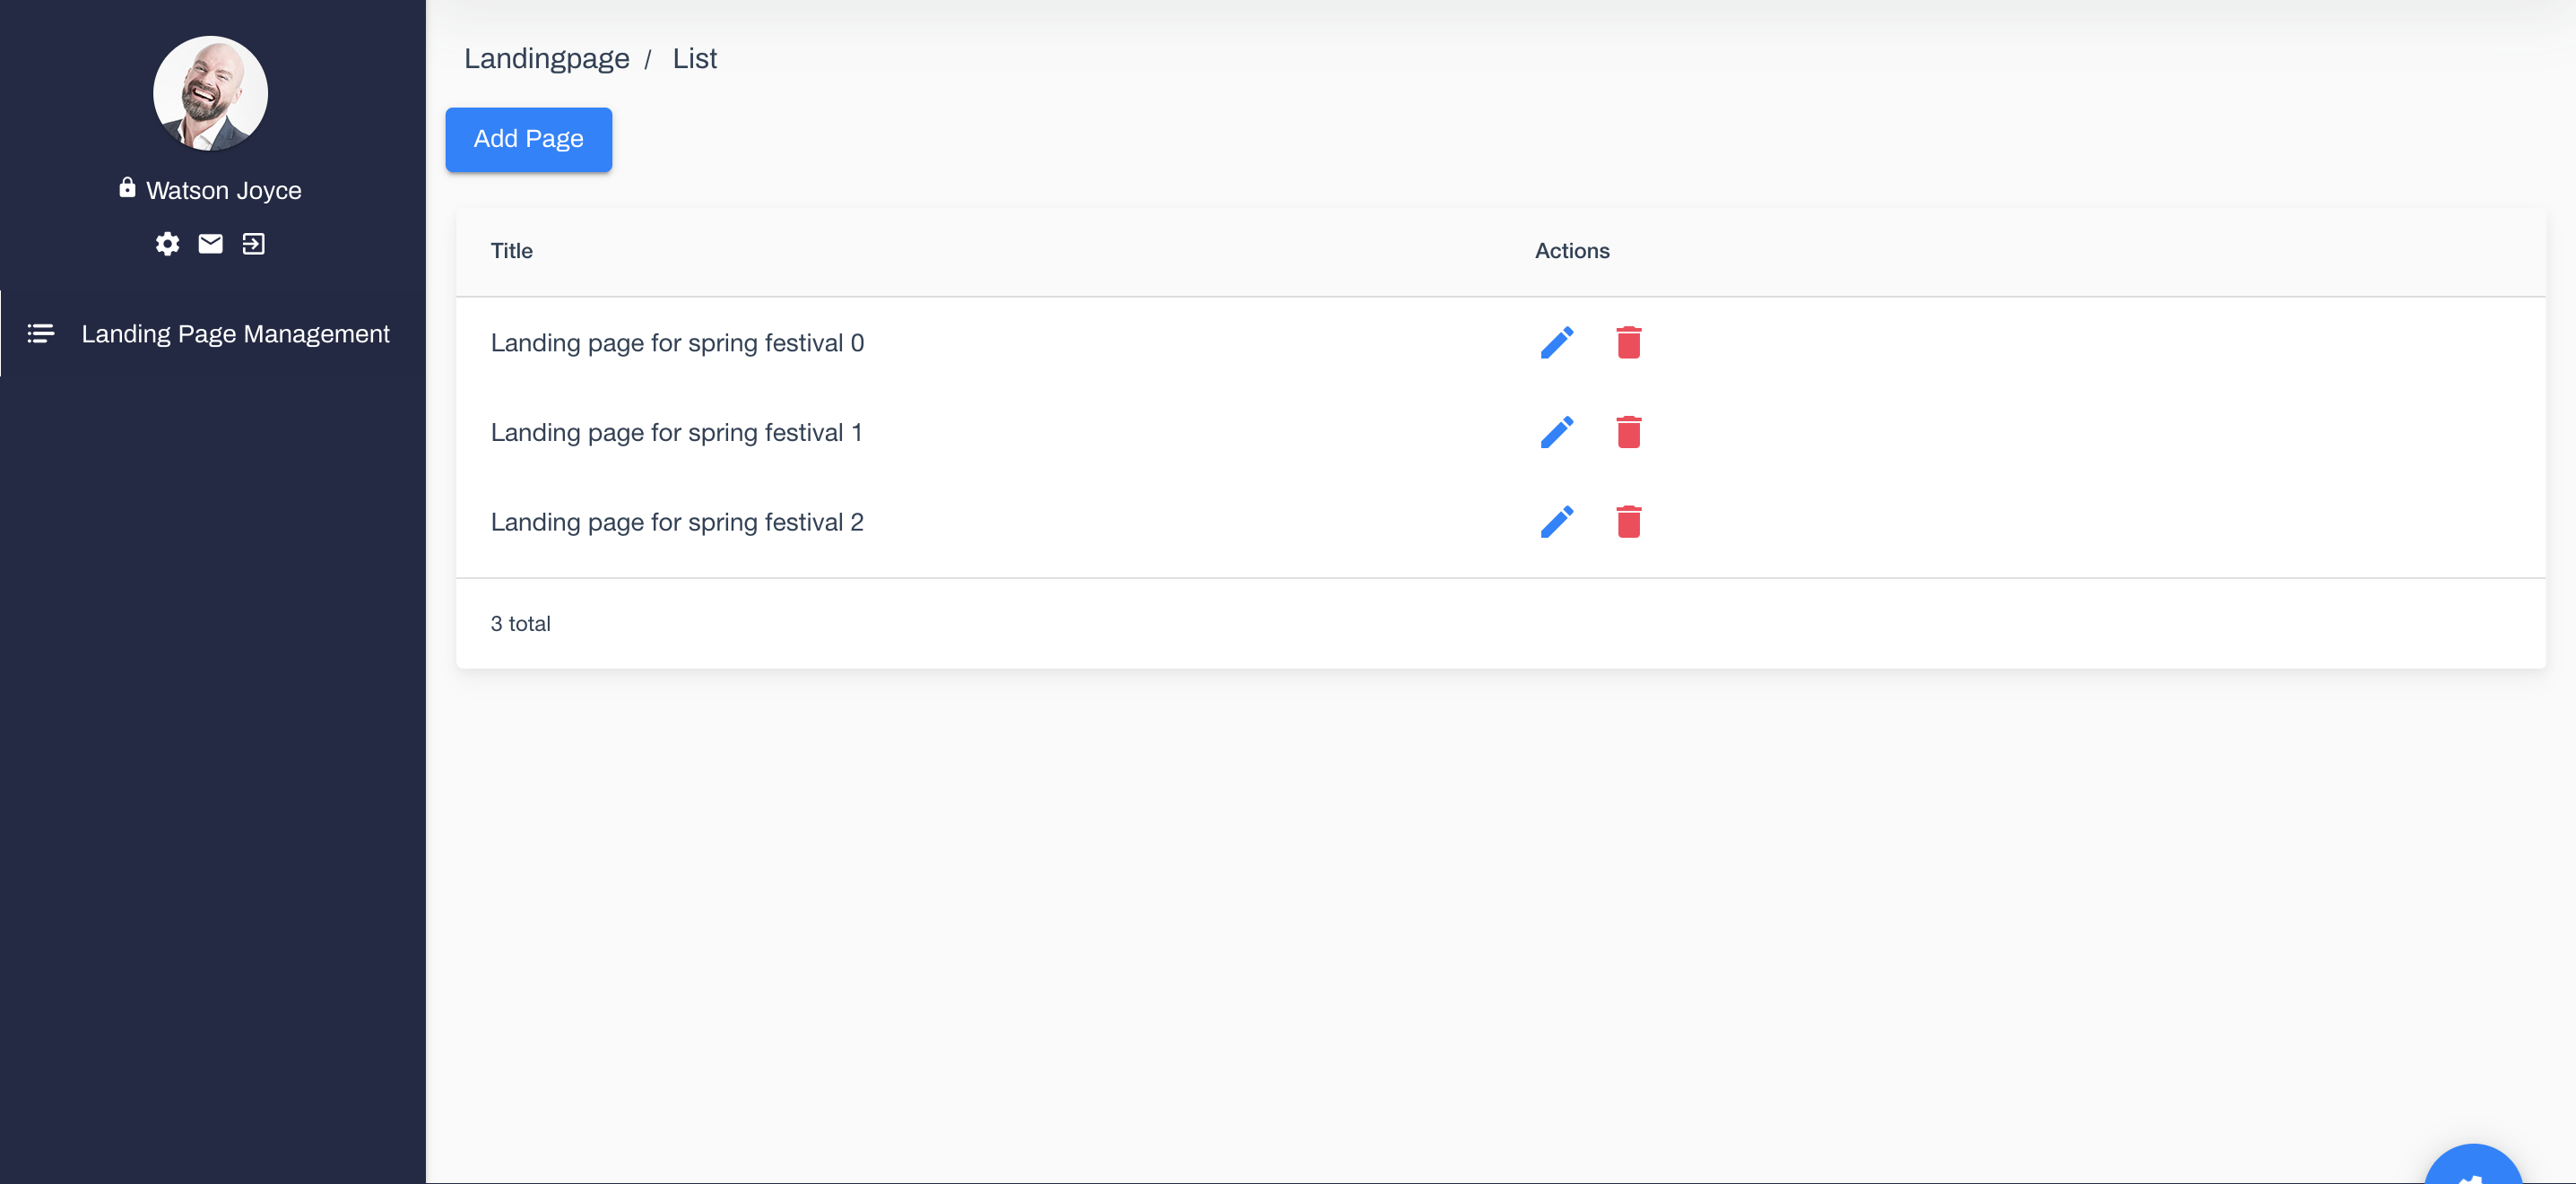 Watson Joyce
Landing Page Management
Landingpage / List
Add Page
Title Actions
Landing page for spring festival 0
Landing page for spring festival 1
Landing page for spring festival 2
3 total